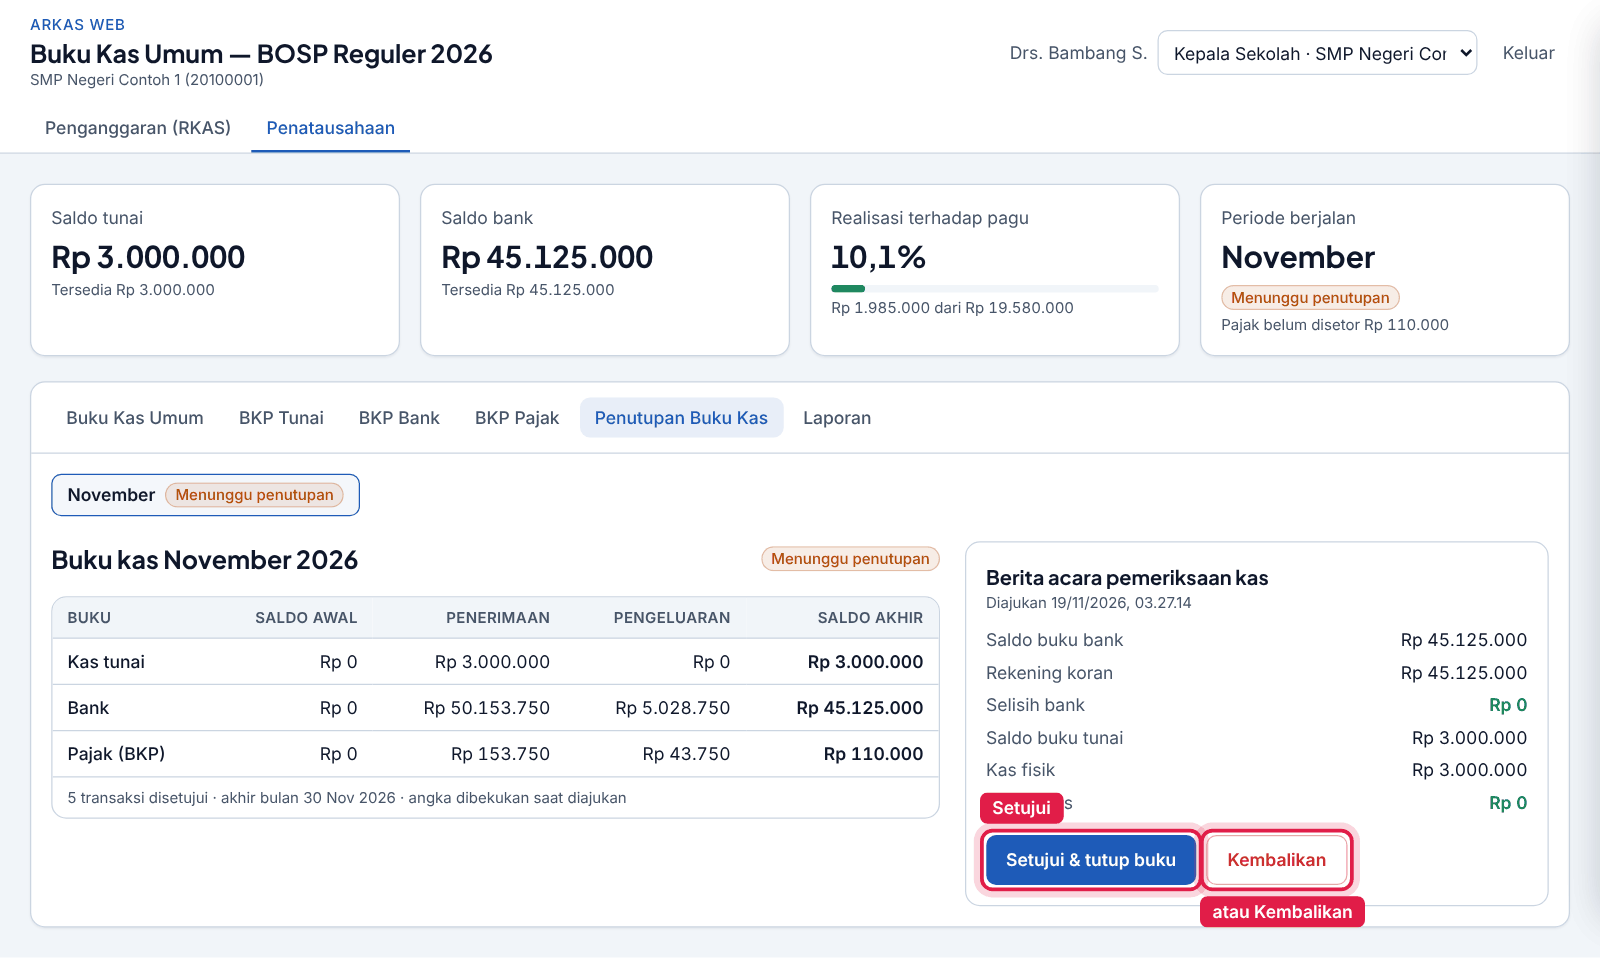 ARKAS WEB
Buku Kas Umum — BOSP Reguler 2026
SMP Negeri Contoh 1 (20100001)
Drs. Bambang S.
Kepala Sekolah · SMP Negeri Cor
Keluar
Penganggaran (RKAS)
Penatausahaan
Saldo tunai
Rp 3.000.000
Tersedia Rp 3.000.000
Saldo bank
Rp 45.125.000
Tersedia Rp 45.125.000
Realisasi terhadap pagu
10,1%
Rp 1.985.000 dari Rp 19.580.000
Periode berjalan
November
Menunggu penutupan
Pajak belum disetor Rp 110.000
Buku Kas Umum BKP Tunai BKP Bank BKP Pajak Penutupan Buku Kas Laporan
November Menunggu penutupan
Buku kas November 2026
Menunggu penutupan
BUKU SALDO AWAL PENERIMAAN PENGELUARAN SALDO AKHIR
Kas tunai Rp 0 Rp 3.000.000 Rp 0 Rp 3.000.000
Bank Rp 0 Rp 50.153.750 Rp 5.028.750 Rp 45.125.000
Pajak (BKP) Rp 0 Rp 153.750 Rp 43.750 Rp 110.000
5 transaksi disetujui · akhir bulan 30 Nov 2026 · angka dibekukan saat diajukan
Berita acara pemeriksaan kas
Diajukan 19/11/2026, 03.27.14
Saldo buku bank Rp 45.125.000
Rekening koran Rp 45.125.000
Selisih bank Rp 0
Saldo buku tunai Rp 3.000.000
Kas fisik Rp 3.000.000
Rp 0
Setujui
Setujui & tutup buku
Kembalikan
atau Kembalikan